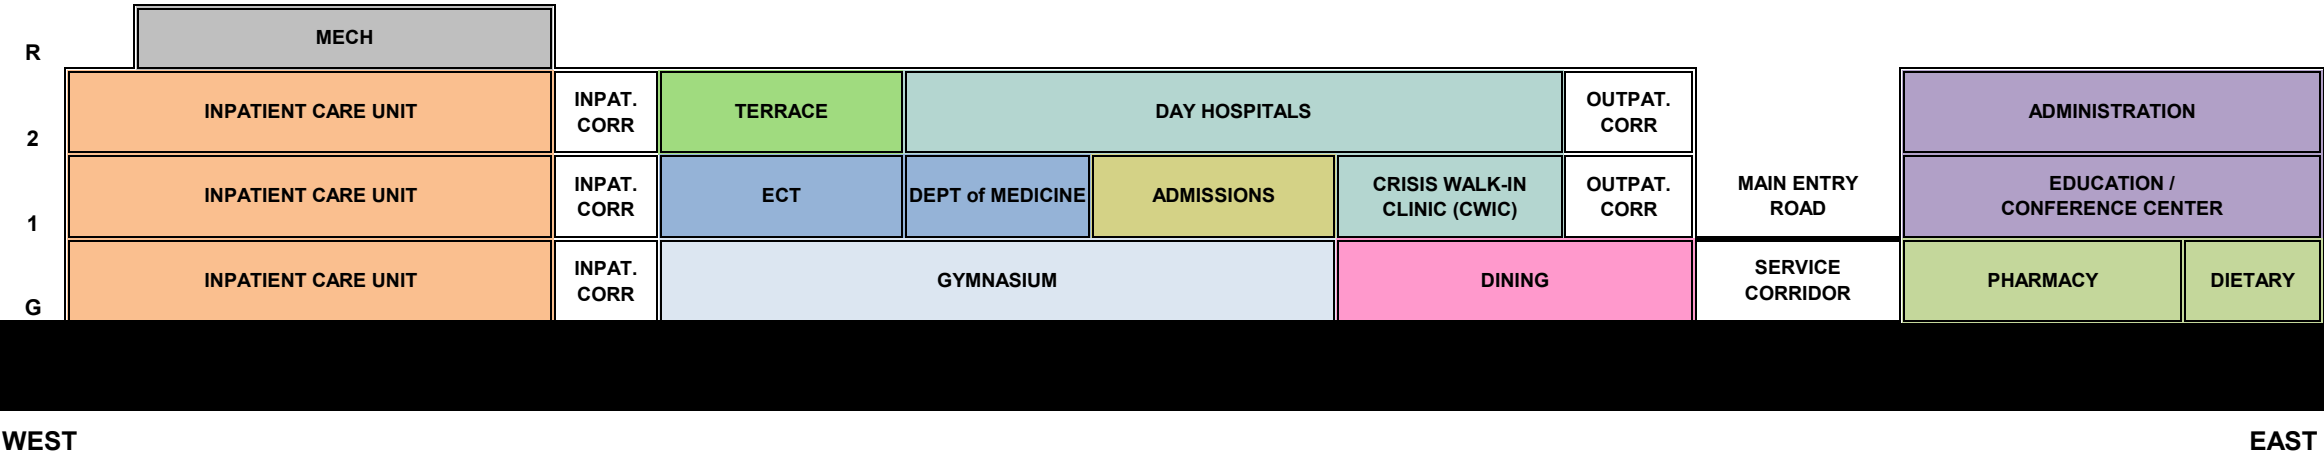 MECH
R
INPATIENT CARE UNIT
INPAT.
CORR
TERRACE
DAY HOSPITALS
OUTPAT.
CORR
ADMINISTRATION
2
INPATIENT CARE UNIT
INPAT.
CORR
ECT
DEPT of MEDICINE
ADMISSIONS
CRISIS WALK-IN
CLINIC (CWIC)
OUTPAT.
CORR
MAIN ENTRY
ROAD
EDUCATION /
CONFERENCE CENTER
1
INPATIENT CARE UNIT
INPAT.
CORR
GYMNASIUM
DINING
SERVICE
CORRIDOR
PHARMACY
DIETARY
G
WEST
EAST